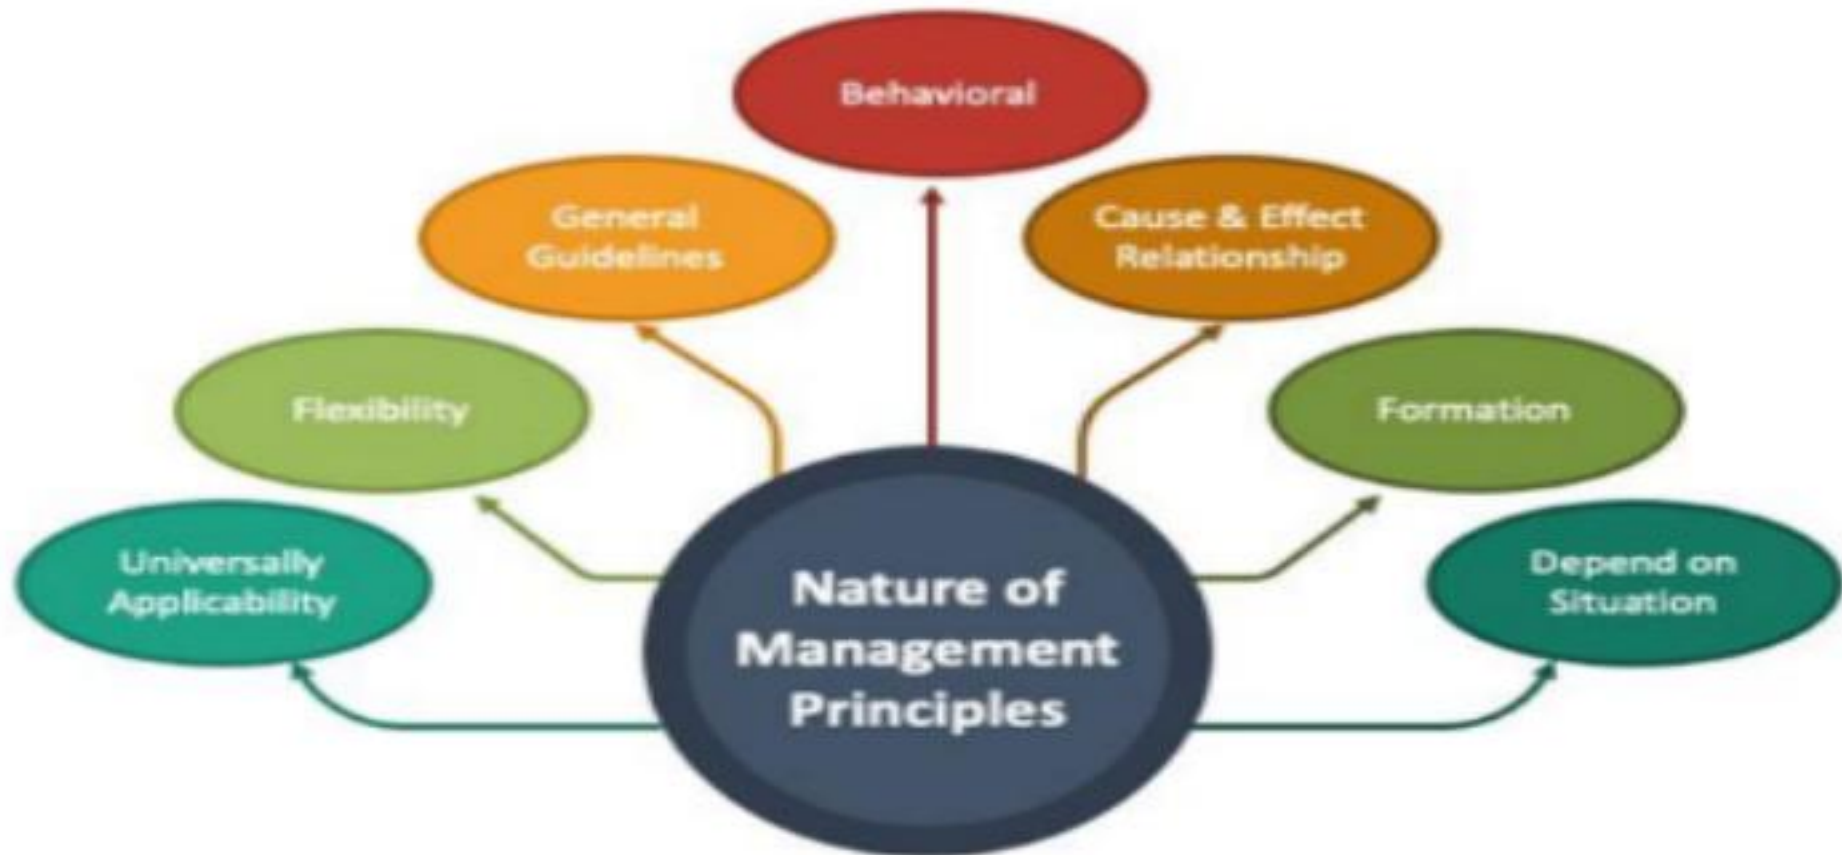 Behavioral
General
Guidelines
Cause & Effect
Relationship
Flexibility
Formation
Universally
Applicability
Depend on
Situation
Nature of
Management
Principles